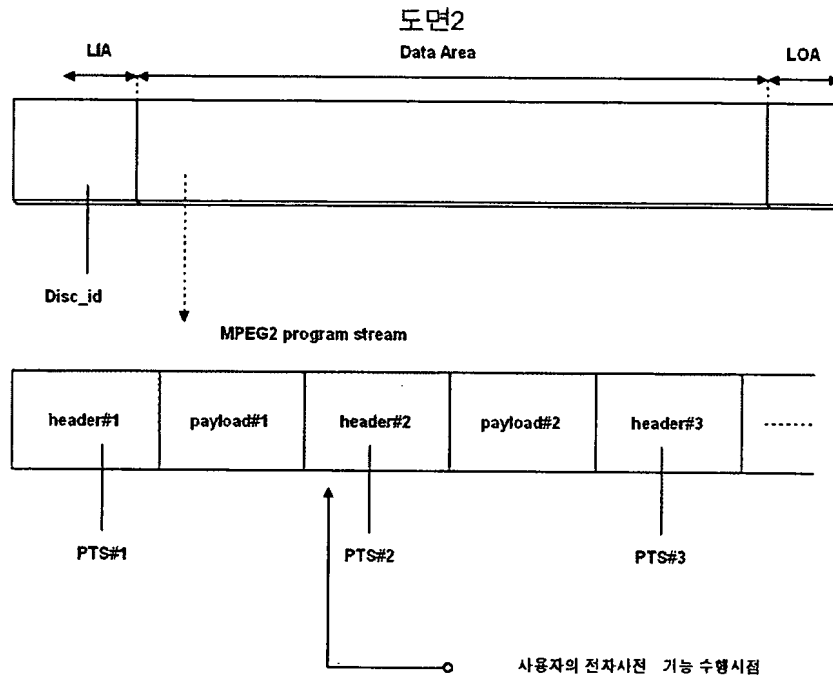 도면2
LIA Data Area LOA
Disc_id
MPEG2 program stream
header#1 payload#1 header#2 payload#2 header#3 ........
PTS#1 PTS#2 PTS#3
사용자의 전자사전 기능 수행시점